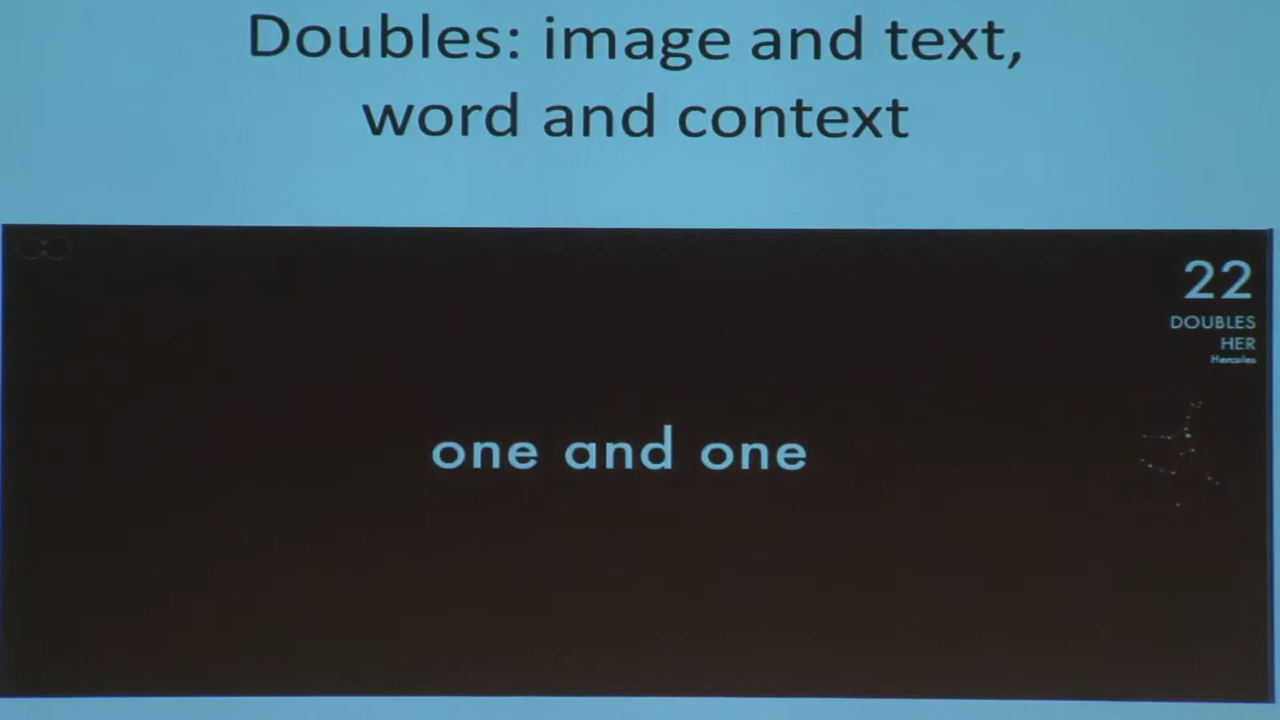 Doubles: image and text,
word and context
22
DOUBLES
HER
Hercules
one and one